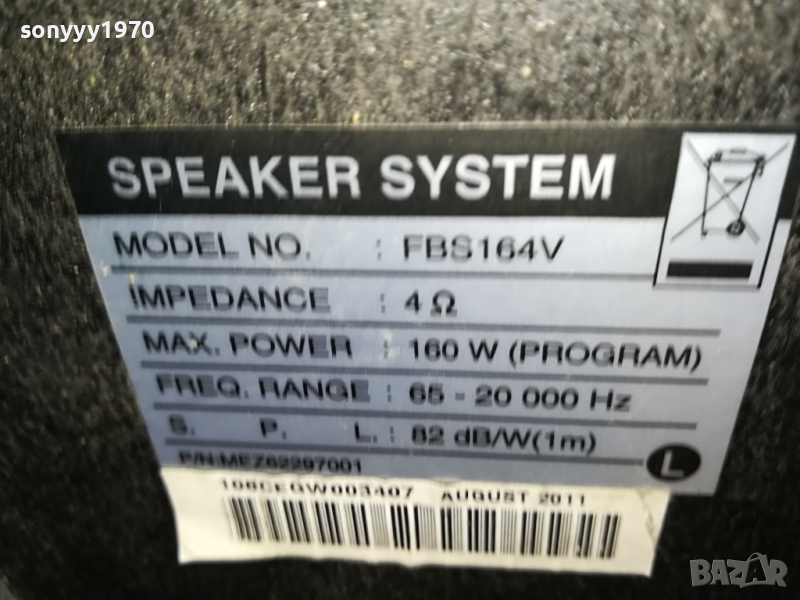 sonyyy1970
SPEAKER SYSTEM
MODEL NO. : FBS164V
IMPEDANCE : 4 Ω
MAX. POWER : 160 W (PROGRAM)
FREQ. RANGE : 65 - 20 000 Hz
S. P. L. : 82 dB/W(1m)
P/N:MEZ62297001
L
108CEGW003407 AUGUST 2011
BAZAR